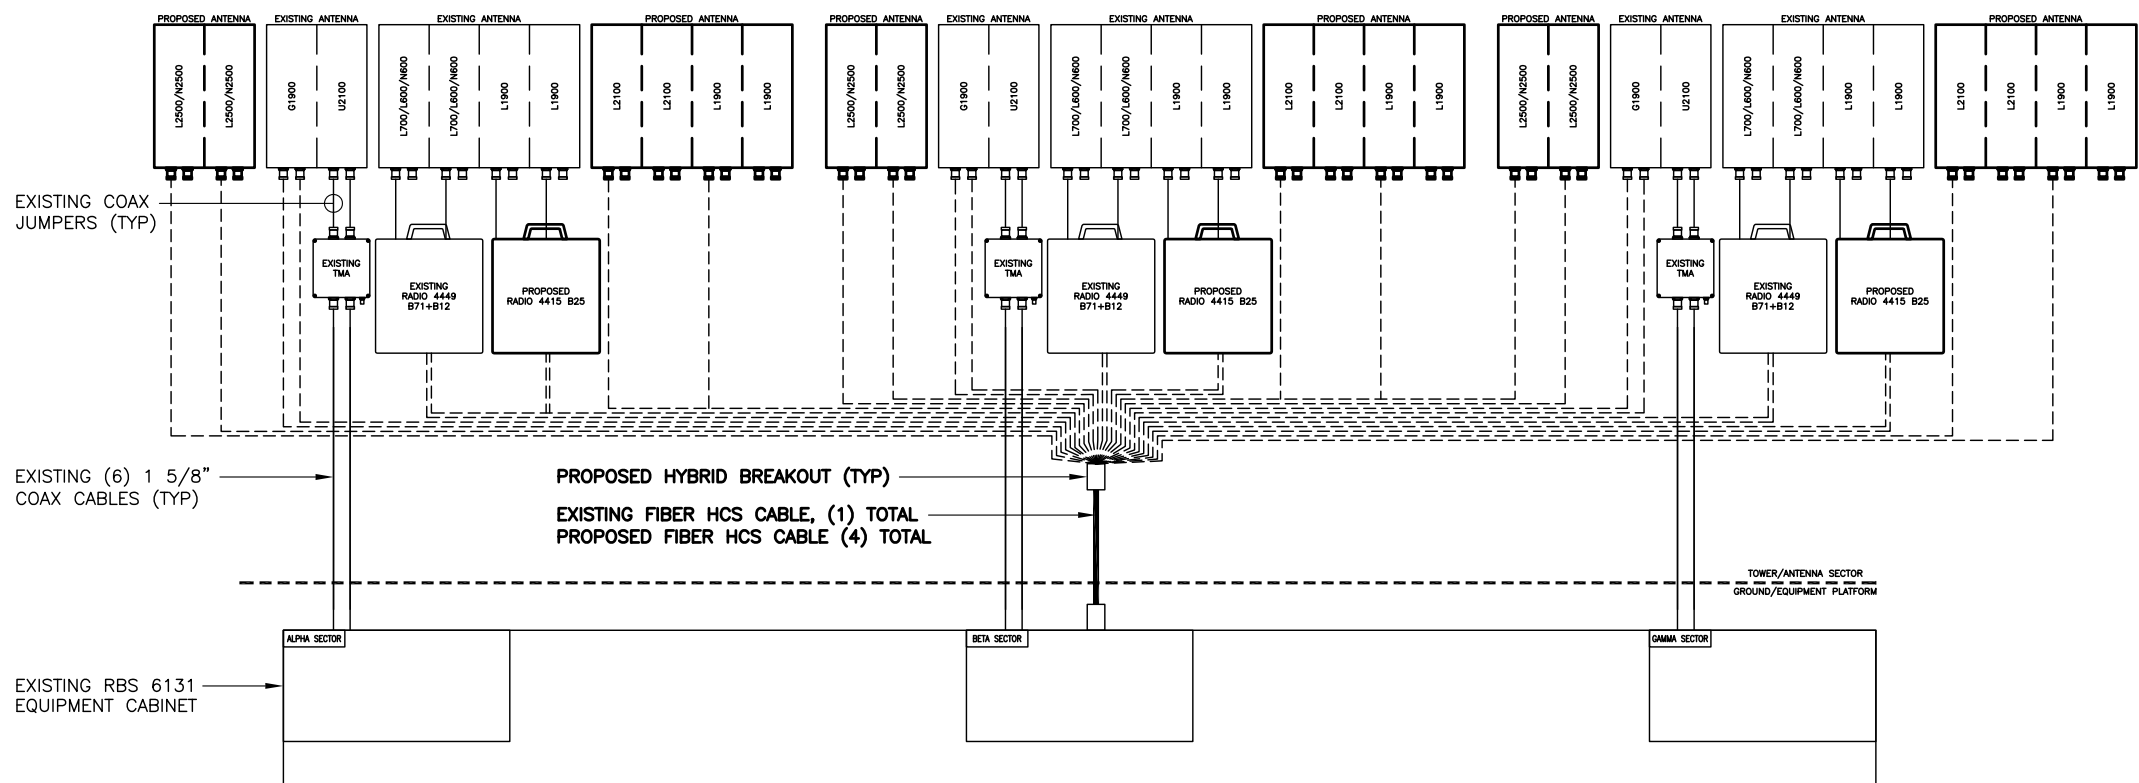 PROPOSED ANTENNA
EXISTING ANTENNA
EXISTING ANTENNA
PROPOSED ANTENNA
PROPOSED ANTENNA
EXISTING ANTENNA
EXISTING ANTENNA
PROPOSED ANTENNA
PROPOSED ANTENNA
EXISTING ANTENNA
EXISTING ANTENNA
PROPOSED ANTENNA
L2500/N2500
L2500/N2500
G1900
U2100
L700/L600/N600
L700/L600/N600
L1900
L1900
L2100
L2100
L1900
L1900
L2500/N2500
L2500/N2500
G1900
U2100
L700/L600/N600
L700/L600/N600
L1900
L1900
L2100
L2100
L1900
L1900
L2500/N2500
L2500/N2500
G1900
U2100
L700/L600/N600
L700/L600/N600
L1900
L1900
L2100
L2100
L1900
L1900
EXISTING COAX
JUMPERS (TYP)
EXISTING
TMA
EXISTING
RADIO 4449
B71+B12
PROPOSED
RADIO 4415 B25
EXISTING
TMA
EXISTING
RADIO 4449
B71+B12
PROPOSED
RADIO 4415 B25
EXISTING
TMA
EXISTING
RADIO 4449
B71+B12
PROPOSED
RADIO 4415 B25
EXISTING (6) 1 5/8"
COAX CABLES (TYP)
PROPOSED HYBRID BREAKOUT (TYP)
EXISTING FIBER HCS CABLE, (1) TOTAL
PROPOSED FIBER HCS CABLE (4) TOTAL
TOWER/ANTENNA SECTOR
GROUND/EQUIPMENT PLATFORM
ALPHA SECTOR
BETA SECTOR
GAMMA SECTOR
EXISTING RBS 6131
EQUIPMENT CABINET